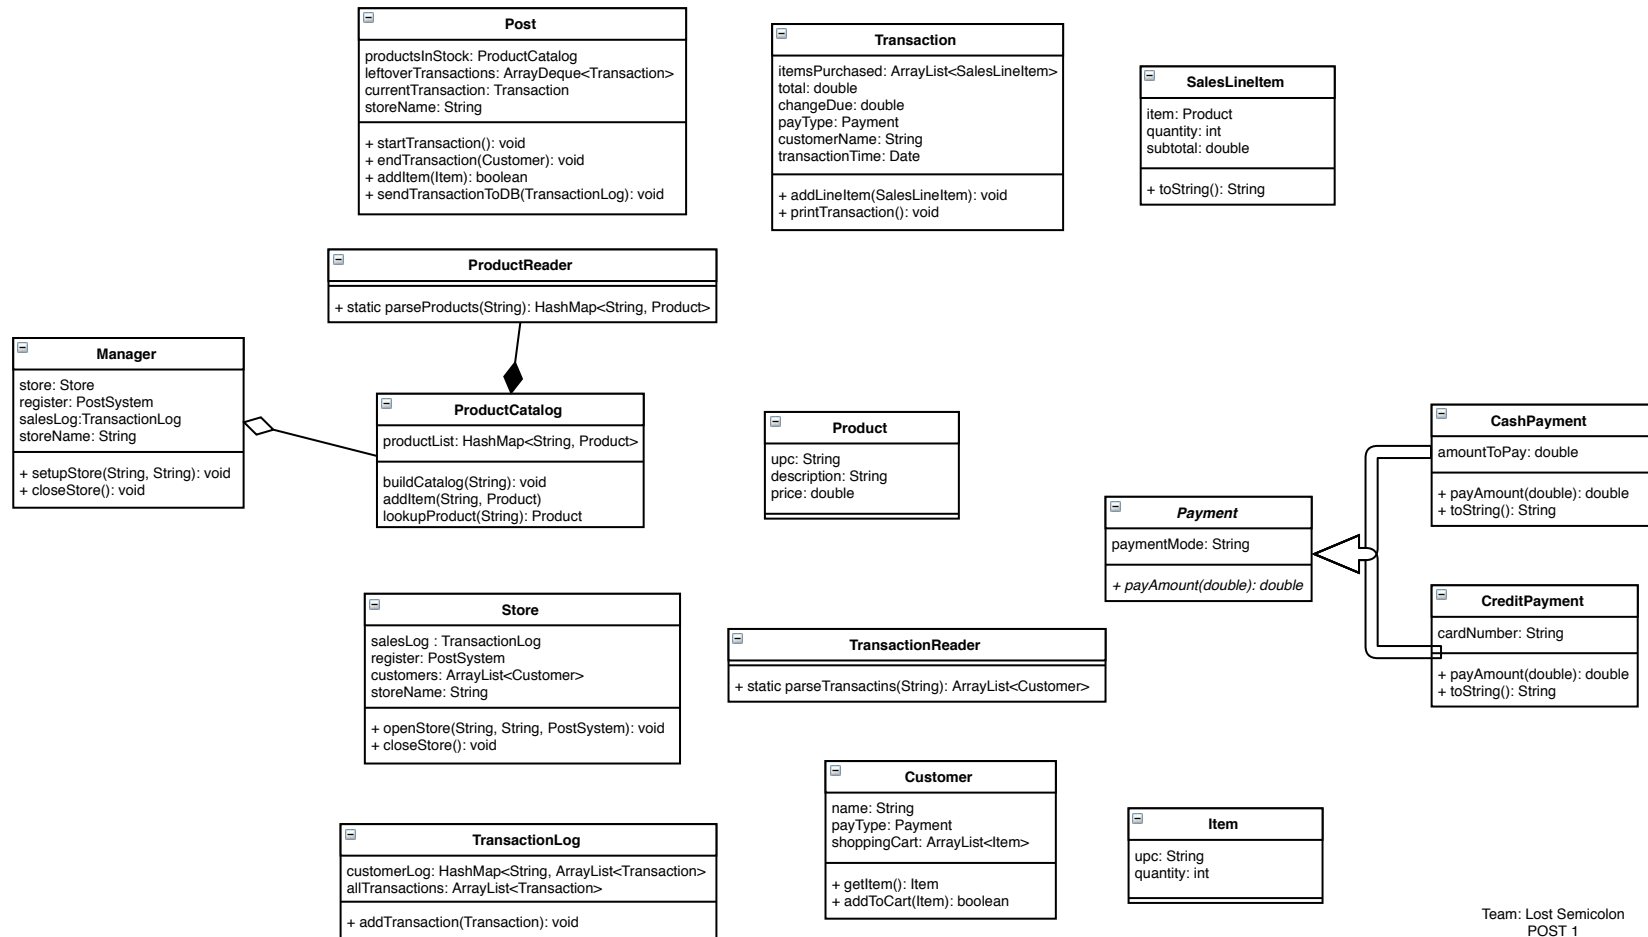 Post
productsInStock: ProductCatalog
leftoverTransactions: ArrayDeque<Transaction>
currentTransaction: Transaction
storeName: String
+ startTransaction(): void
+ endTransaction(Customer): void
+ addItem(Item): boolean
+ sendTransactionToDB(TransactionLog): void
Transaction
itemsPurchased: ArrayList<SalesLineItem>
total: double
changeDue: double
payType: Payment
customerName: String
transactionTime: Date
+ addLineItem(SalesLineItem): void
+ printTransaction(): void
SalesLineItem
item: Product
quantity: int
subtotal: double
+ toString(): String
ProductReader
+ static parseProducts(String): HashMap<String, Product>
Manager
store: Store
register: PostSystem
salesLog:TransactionLog
storeName: String
+ setupStore(String, String): void
+ closeStore(): void
ProductCatalog
productList: HashMap<String, Product>
buildCatalog(String): void
addItem(String, Product)
lookupProduct(String): Product
Product
upc: String
description: String
price: double
Payment
paymentMode: String
+ payAmount(double): double
CashPayment
amountToPay: double
+ payAmount(double): double
+ toString(): String
CreditPayment
cardNumber: String
+ payAmount(double): double
+ toString(): String
Store
salesLog : TransactionLog
register: PostSystem
customers: ArrayList<Customer>
storeName: String
+ openStore(String, String, PostSystem): void
+ closeStore(): void
TransactionReader
+ static parseTransactins(String): ArrayList<Customer>
Customer
name: String
payType: Payment
shoppingCart: ArrayList<Item>
+ getItem(): Item
+ addToCart(Item): boolean
Item
upc: String
quantity: int
TransactionLog
customerLog: HashMap<String, ArrayList<Transaction>
allTransactions: ArrayList<Transaction>
+ addTransaction(Transaction): void
Team: Lost Semicolon
POST 1